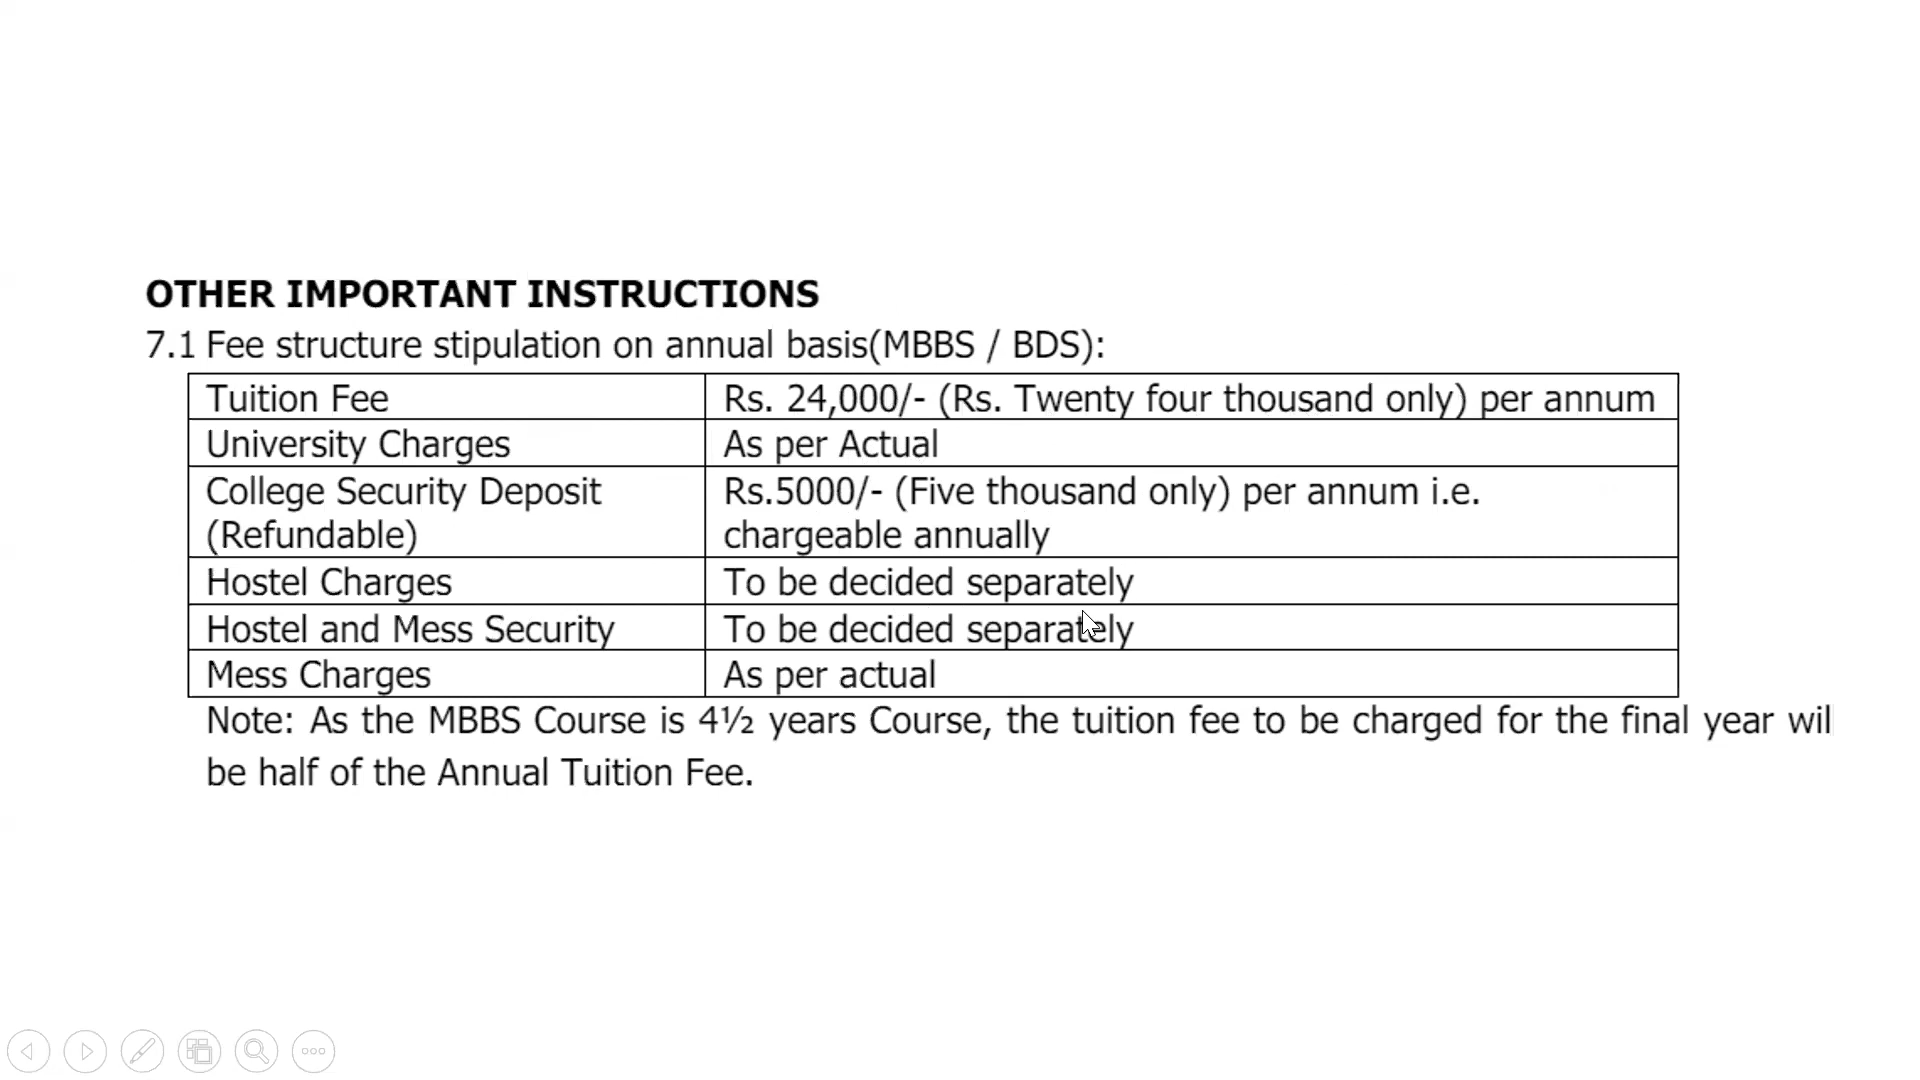 OTHER IMPORTANT INSTRUCTIONS
7.1 Fee structure stipulation on annual basis(MBBS / BDS):
Tuition Fee Rs. 24,000/- (Rs. Twenty four thousand only) per annum
University Charges As per Actual
College Security Deposit Rs.5000/- (Five thousand only) per annum i.e.
(Refundable) chargeable annually
Hostel Charges To be decided separately
Hostel and Mess Security To be decided separately
Mess Charges As per actual
Note: As the MBBS Course is 4½ years Course, the tuition fee to be charged for the final year wil
be half of the Annual Tuition Fee.